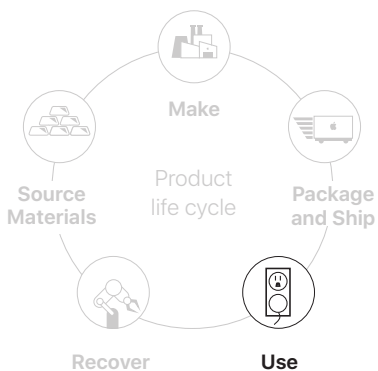 Make
Source
Materials
Product
life cycle
Package
and Ship
Recover
Use